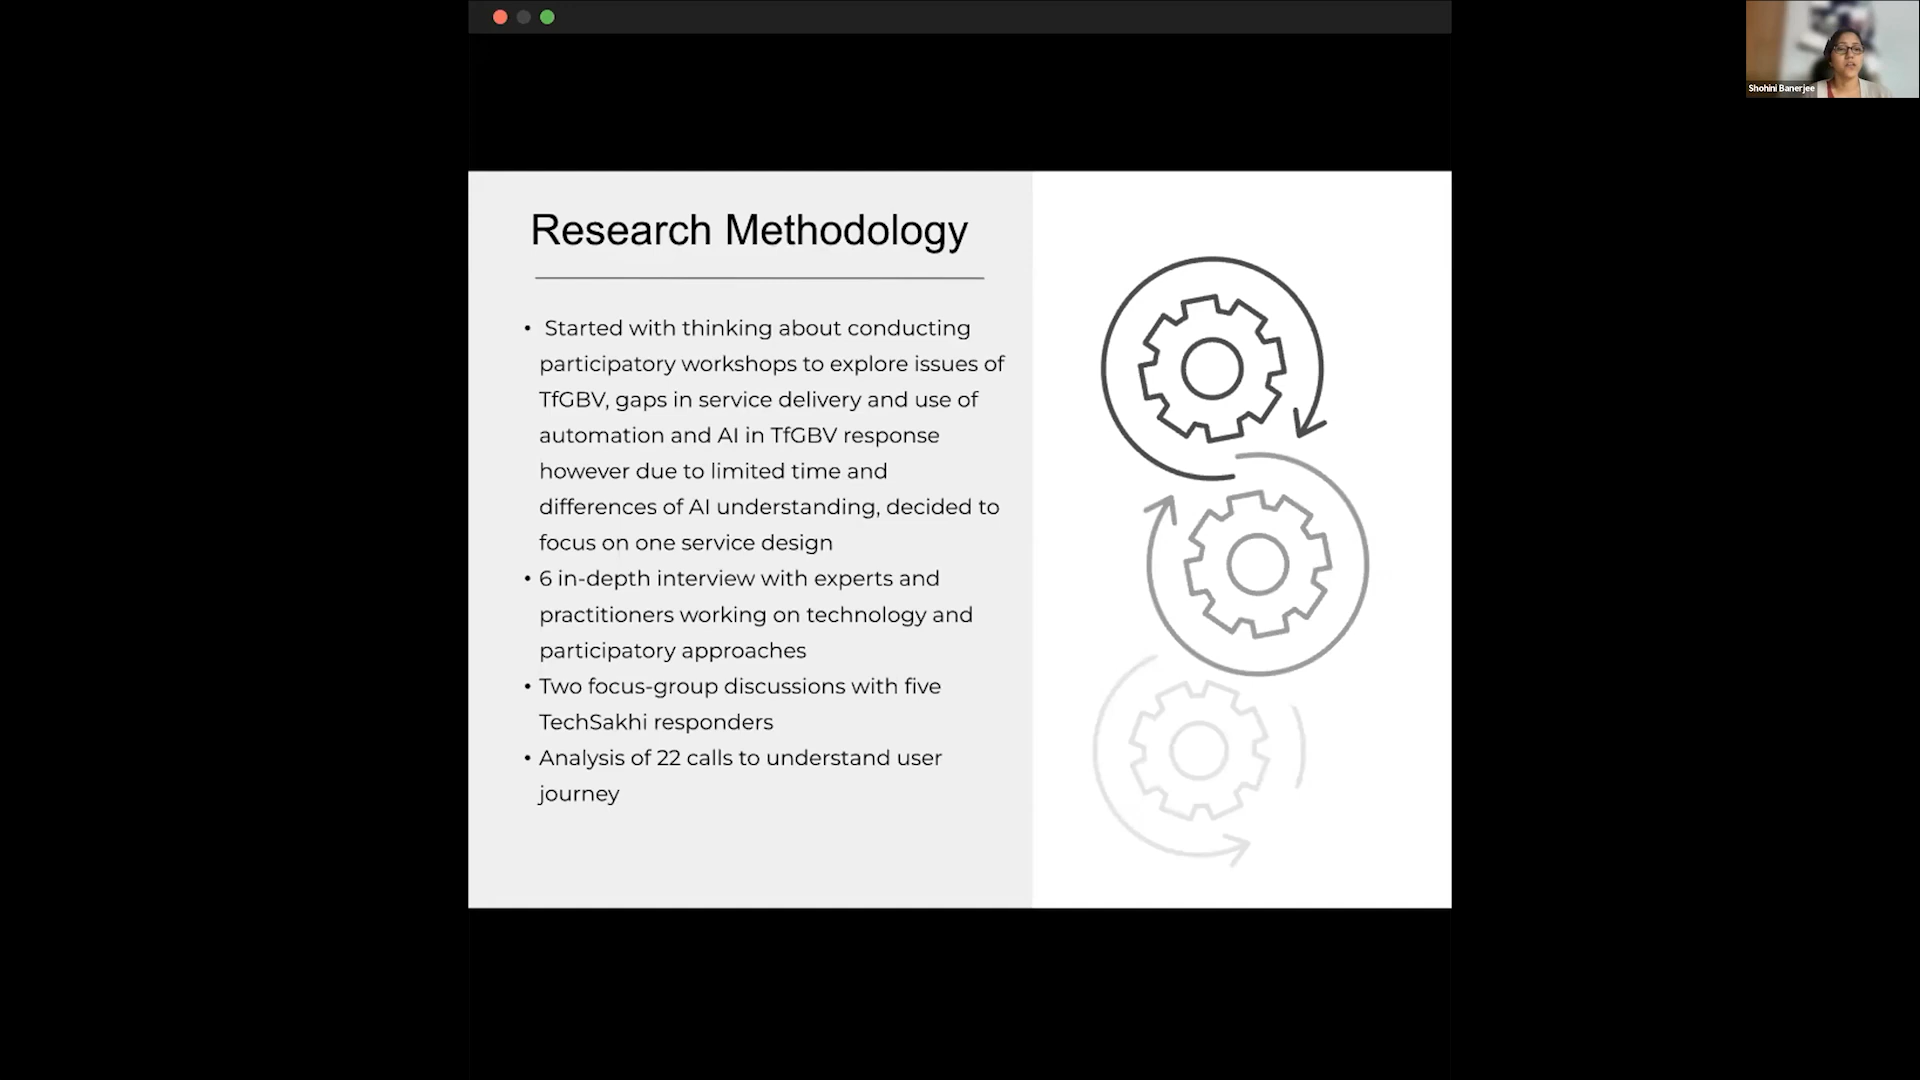 Shohini Banerjee
Research Methodology
• Started with thinking about conducting
participatory workshops to explore issues of
TfGBV, gaps in service delivery and use of
automation and AI in TfGBV response
however due to limited time and
differences of AI understanding, decided to
focus on one service design
• 6 in-depth interview with experts and
practitioners working on technology and
participatory approaches
• Two focus-group discussions with five
TechSakhi responders
• Analysis of 22 calls to understand user
journey